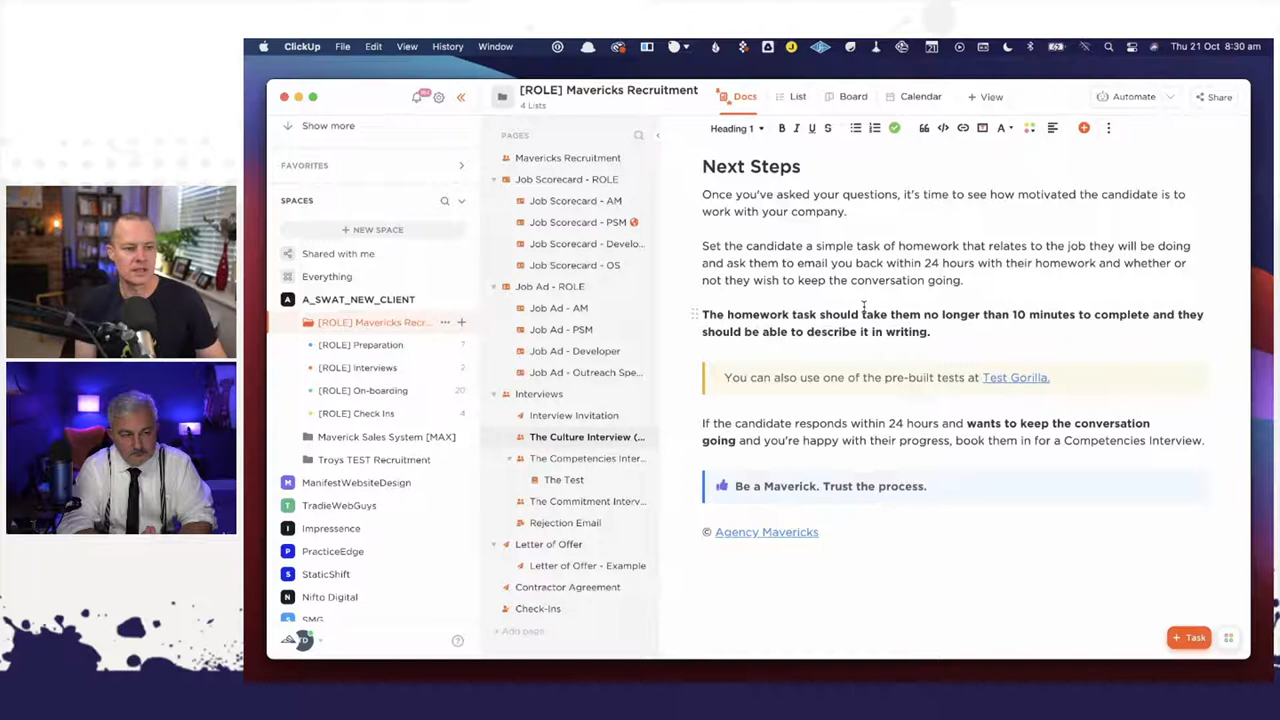 ClickUp File Edit View History Window
Thu 21 Oct 8:30 am
[ROLE] Mavericks Recruitment
4 Lists
Docs List Board Calendar + View
Automate Share
Show more
FAVORITES
SPACES
+ NEW SPACE
Shared with me
Everything
A A_SWAT_NEW_CLIENT
[ROLE] Mavericks Recr...
[ROLE] Preparation 7
[ROLE] Interviews 2
[ROLE] On-boarding 20
[ROLE] Check Ins 4
Maverick Sales System [MAX]
Troys TEST Recruitment
M ManifestWebsiteDesign
T TradieWebGuys
I Impressence
P PracticeEdge
S StaticShift
N Nifto Digital
S SMG
PAGES
Mavericks Recruitment
Job Scorecard - ROLE
Job Scorecard - AM
Job Scorecard - PSM
Job Scorecard - Develo...
Job Scorecard - OS
Job Ad - ROLE
Job Ad - AM
Job Ad - PSM
Job Ad - Developer
Job Ad - Outreach Spe...
Interviews
Interview Invitation
The Culture Interview (...
The Competencies Inter...
The Test
The Commitment Interv...
Rejection Email
Letter of Offer
Letter of Offer - Example
Contractor Agreement
Check-Ins
+ Add page
Heading 1 B I U S
Next Steps
Once you've asked your questions, it's time to see how motivated the candidate is to
work with your company.
Set the candidate a simple task of homework that relates to the job they will be doing
and ask them to email you back within 24 hours with their homework and whether or
not they wish to keep the conversation going.
The homework task should take them no longer than 10 minutes to complete and they
should be able to describe it in writing.
You can also use one of the pre-built tests at Test Gorilla.
If the candidate responds within 24 hours and wants to keep the conversation
going and you're happy with their progress, book them in for a Competencies Interview.
Be a Maverick. Trust the process.
© Agency Mavericks
+ Task